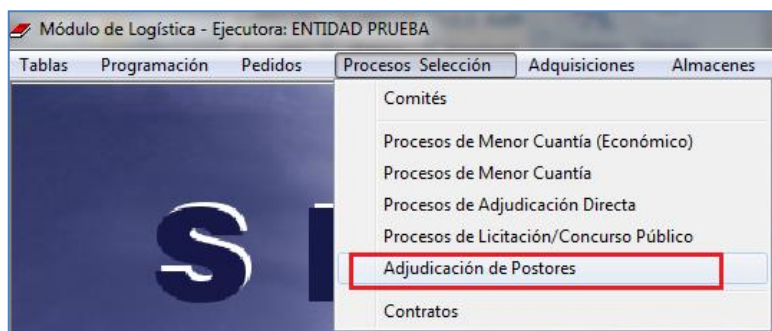 Módulo de Logística - Ejecutora: ENTIDAD PRUEBA
Tablas Programación Pedidos Procesos Selección Adquisiciones Almacenes
Comités
Procesos de Menor Cuantía (Económico)
Procesos de Menor Cuantía
Procesos de Adjudicación Directa
Procesos de Licitación/Concurso Público
Adjudicación de Postores
Contratos
S